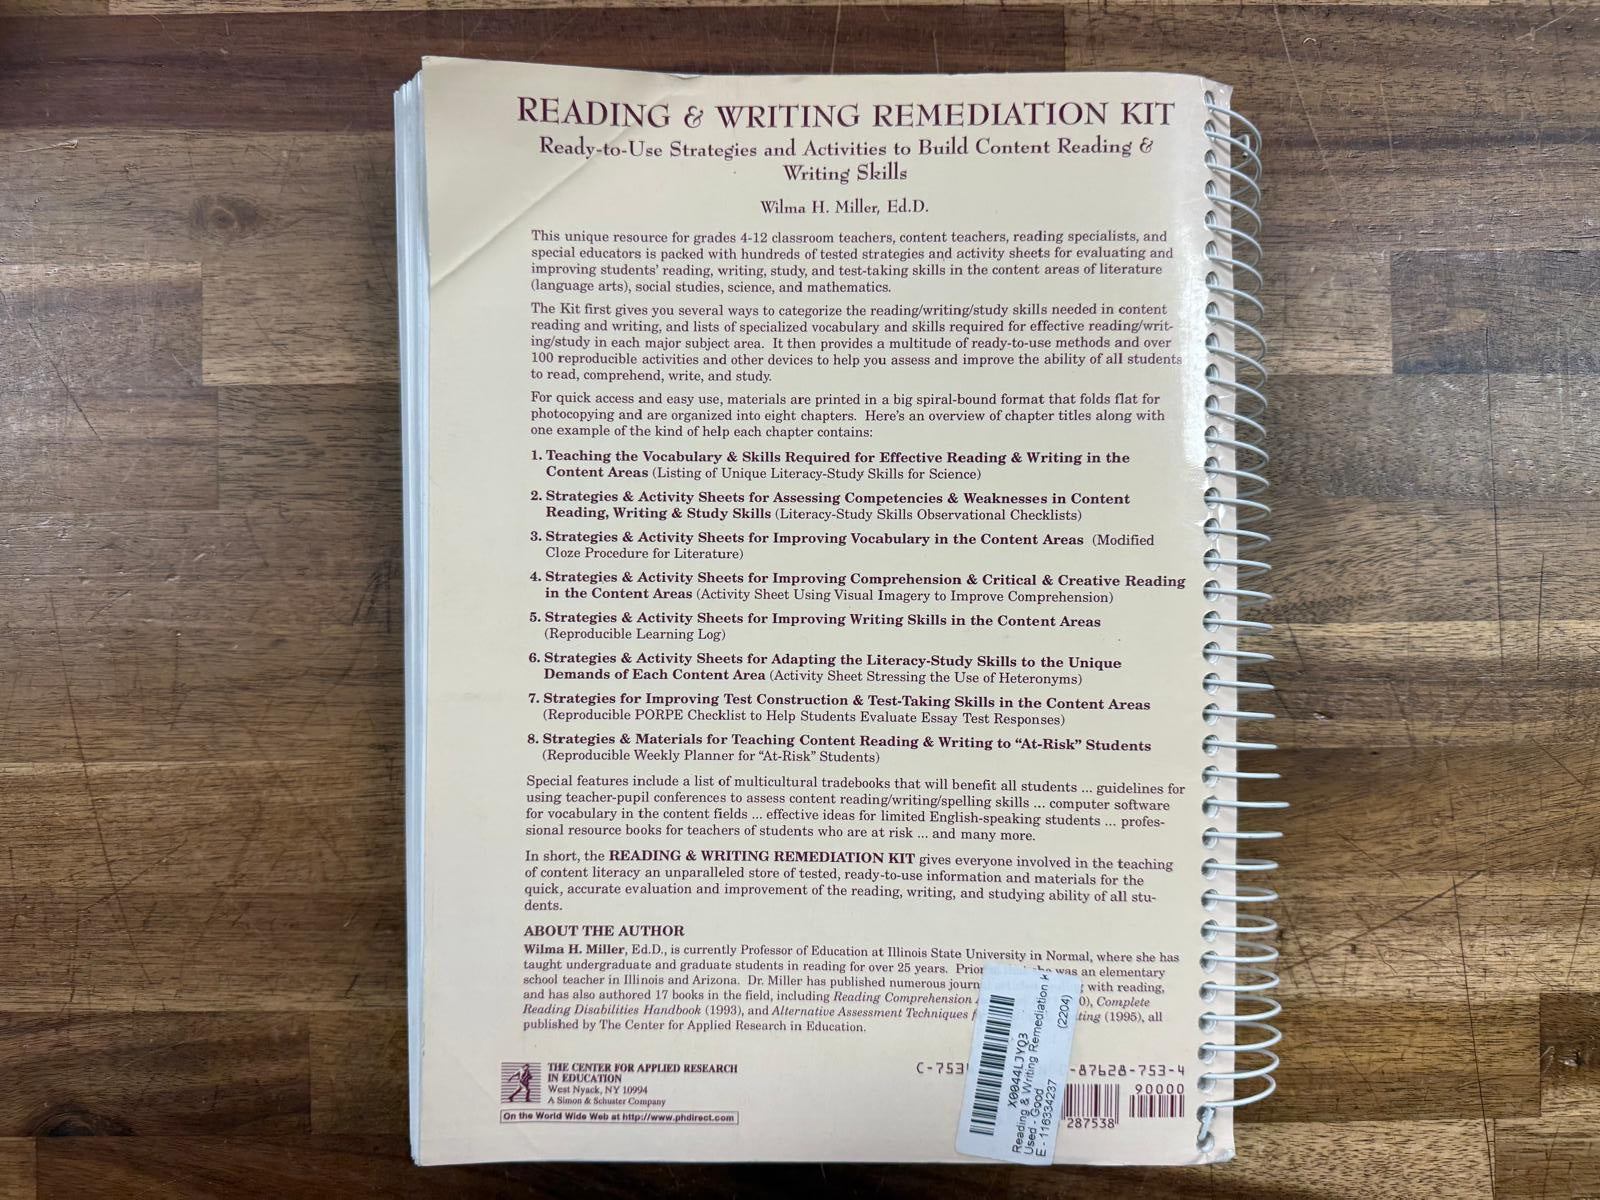 READING & WRITING REMEDIATION KIT
Ready-to-Use Strategies and Activities to Build Content Reading &
Writing Skills
Wilma H. Miller, Ed.D.
This unique resource for grades 4-12 classroom teachers, content teachers, reading specialists, and
special educators is packed with hundreds of tested strategies and activity sheets for evaluating and
improving students' reading, writing, study, and test-taking skills in the content areas of literature
(language arts), social studies, science, and mathematics.
The Kit first gives you several ways to categorize the reading/writing/study skills needed in content
reading and writing, and lists of specialized vocabulary and skills required for effective reading/writ-
ing/study in each major subject area. It then provides a multitude of ready-to-use methods and over
100 reproducible activities and other devices to help you assess and improve the ability of all students
to read, comprehend, write, and study.
For quick access and easy use, materials are printed in a big spiral-bound format that folds flat for
photocopying and are organized into eight chapters. Here's an overview of chapter titles along with
one example of the kind of help each chapter contains:
1. Teaching the Vocabulary & Skills Required for Effective Reading & Writing in the
Content Areas (Listing of Unique Literacy-Study Skills for Science)
2. Strategies & Activity Sheets for Assessing Competencies & Weaknesses in Content
Reading, Writing & Study Skills (Literacy-Study Skills Observational Checklists)
3. Strategies & Activity Sheets for Improving Vocabulary in the Content Areas (Modified
Cloze Procedure for Literature)
4. Strategies & Activity Sheets for Improving Comprehension & Critical & Creative Reading
in the Content Areas (Activity Sheet Using Visual Imagery to Improve Comprehension)
5. Strategies & Activity Sheets for Improving Writing Skills in the Content Areas
(Reproducible Learning Log)
6. Strategies & Activity Sheets for Adapting the Literacy-Study Skills to the Unique
Demands of Each Content Area (Activity Sheet Stressing the Use of Heteronyms)
7. Strategies for Improving Test Construction & Test-Taking Skills in the Content Areas
(Reproducible PORPE Checklist to Help Students Evaluate Essay Test Responses)
8. Strategies & Materials for Teaching Content Reading & Writing to "At-Risk" Students
(Reproducible Weekly Planner for "At-Risk" Students)
Special features include a list of multicultural tradebooks that will benefit all students ... guidelines for
using teacher-pupil conferences to assess content reading/writing/spelling skills ... computer software
for vocabulary in the content fields ... effective ideas for limited English-speaking students ... profes-
sional resource books for teachers of students who are at risk ... and many more.
In short, the READING & WRITING REMEDIATION KIT gives everyone involved in the teaching
of content literacy an unparalleled store of tested, ready-to-use information and materials for the
quick, accurate evaluation and improvement of the reading, writing, and studying ability of all stu-
dents.
ABOUT THE AUTHOR
Wilma H. Miller, Ed.D., is currently Professor of Education at Illinois State University in Normal, where she has
taught undergraduate and graduate students in reading for over 25 years. Prior she was an elementary
school teacher in Illinois and Arizona. Dr. Miller has published numerous journ with reading,
and has also authored 17 books in the field, including Reading Comprehension 0), Complete
Reading Disabilities Handbook (1993), and Alternative Assessment Techniques f ting (1995), all
published by The Center for Applied Research in Education.
THE CENTER FOR APPLIED RESEARCH
IN EDUCATION
West Nyack, NY 10994
A Simon & Schuster Company
On the World Wide Web at http://www.phdirect.com
C-753
-87628-753-4
90000
287538
X0044LJYQ3
Reading & Writing Remediation K
Used - Good
(2204)
E - 116334237